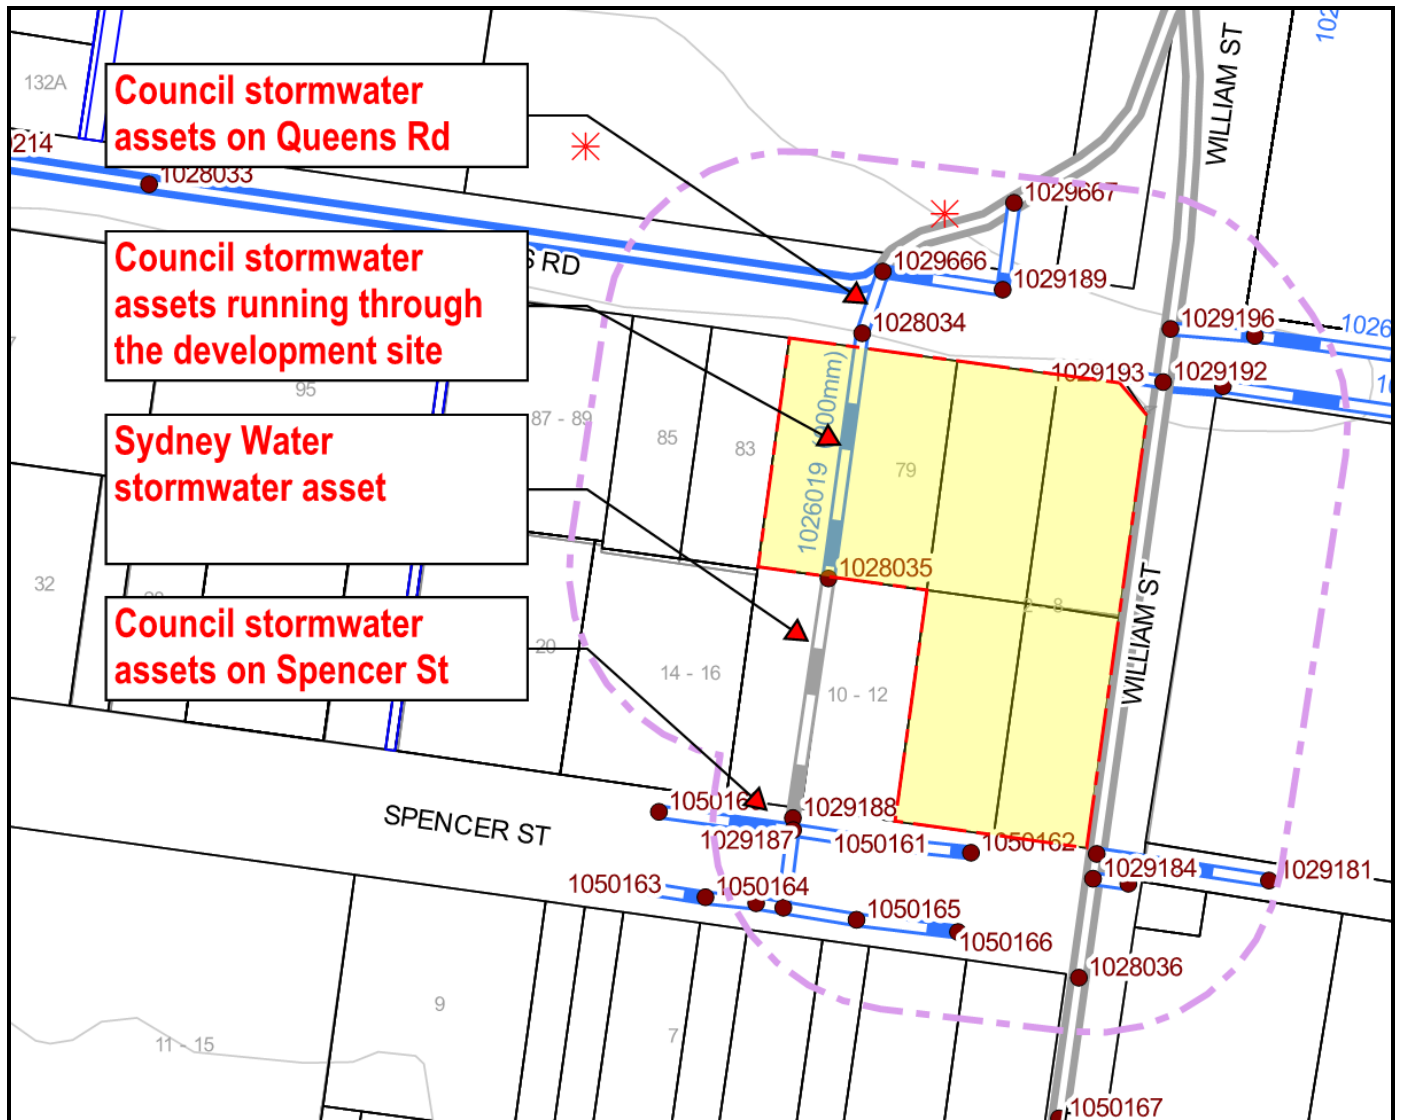 Council stormwater
assets on Queens Rd
Council stormwater
assets running through
the development site
Sydney Water
stormwater asset
Council stormwater
assets on Spencer St
132A
1028033
S RD
WILLIAM ST
1029667
1029666
1029189
1028034
1029196
1029193
1029192
95
87 - 89
85
83
79
1026019
1028035
2 - 8
WILLIAM ST
32
20
14 - 16
10 - 12
SPENCER ST
1029188
1029187
1050161
1050162
1029184
1029181
1050163
1050164
1050165
1050166
1028036
9
7
11 - 15
1050167